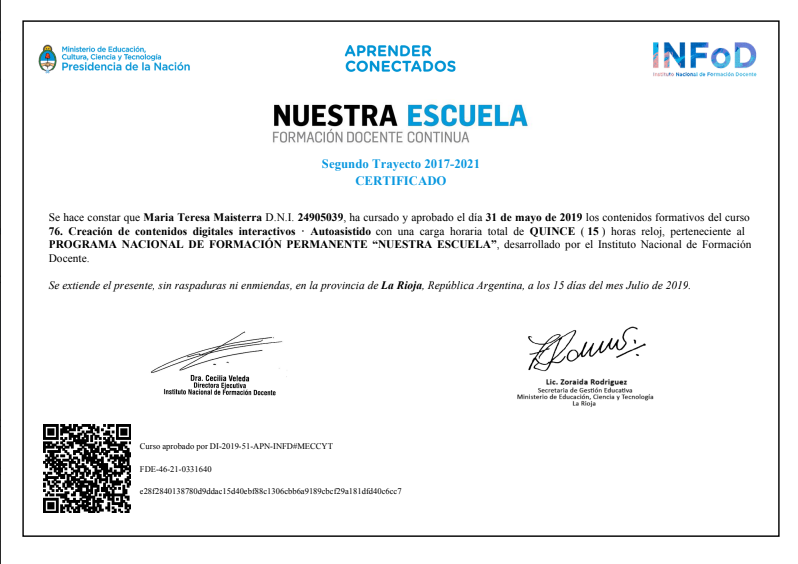 Ministerio de Educación,
Cultura, Ciencia y Tecnología
Presidencia de la Nación
APRENDER
CONECTADOS
INFoD
Instituto Nacional de Formación Docente
NUESTRA ESCUELA
FORMACIÓN DOCENTE CONTINUA
Segundo Trayecto 2017-2021
CERTIFICADO
Se hace constar que Maria Teresa Maisterra D.N.I. 24905039, ha cursado y aprobado el día 31 de mayo de 2019 los contenidos formativos del curso
76. Creación de contenidos digitales interactivos · Autoasistido con una carga horaria total de QUINCE ( 15 ) horas reloj, perteneciente al
PROGRAMA NACIONAL DE FORMACIÓN PERMANENTE “NUESTRA ESCUELA”, desarrollado por el Instituto Nacional de Formación
Docente.
Se extiende el presente, sin raspaduras ni enmiendas, en la provincia de La Rioja, República Argentina, a los 15 días del mes Julio de 2019.
Dra. Cecilia Veleda
Directora Ejecutiva
Instituto Nacional de Formación Docente
Lic. Zoraida Rodriguez
Secretaría de Gestión Educativa
Ministerio de Educación, Ciencia y Tecnología
La Rioja
Curso aprobado por DI-2019-51-APN-INFD#MECCYT
FDE-46-21-0331640
e28f2840138780d9ddac15d40ebf88c1306cbb6a9189cbcf29a181dfd40c6cc7